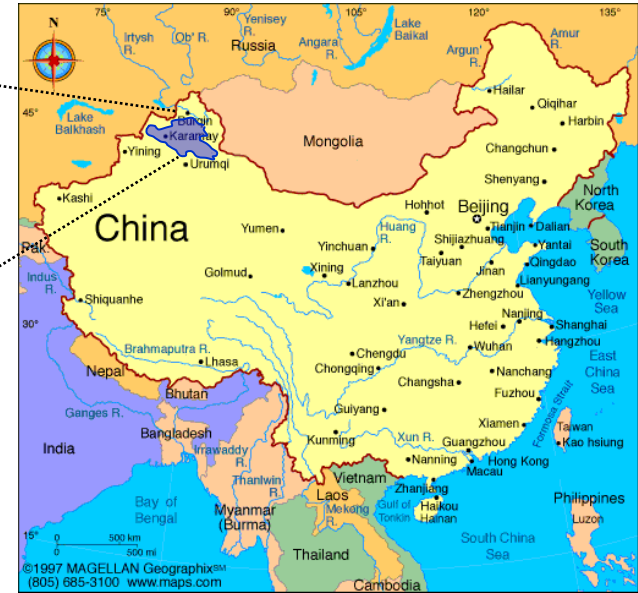 75°
90°
105°
120°
135°
Irtysh
R.
Ob' R.
Yenisey
R.
Russia
Angara
R.
Lake
Baikal
Argun'
R.
Amur
R.
45°
Lake
Balkhash
Burqin
Karamay
Yining
Urumqi
Mongolia
Hailar
Qiqihar
Harbin
Changchun
Shenyang
Kashi
China
Hohhot
Beijing
North
Korea
Yumen
Huang
R.
Tianjin
Dalian
Pak.
Yinchuan
Shijiazhuang
Yantai
South
Korea
Indus
R.
Golmud
Xining
Taiyuan
Jinan
Qingdao
Lanzhou
Lianyungang
Shiquanhe
Xi'an
Zhengzhou
Yellow
Sea
30°
Nanjing
Hefei
Shanghai
Brahmaputra R.
Yangtze R.
Wuhan
Hangzhou
Lhasa
Chengdu
East
China
Sea
Nepal
Chongqing
Nanchang
Changsha
Bhutan
Fuzhou
Ganges R.
Guiyang
Formosa Strait
Bangladesh
Xiamen
Taiwan
India
Irrawaddy
R.
Kunming
Xun R.
Guangzhou
Kao hsiung
Nanning
Hong Kong
Macau
Thanlwin
R.
Vietnam
Zhanjiang
Bay of
Bengal
Myanmar
(Burma)
Laos
Mekong
R.
Gulf of
Tonkin
Haikou
Hainan
Philippines
Luzon
15°
0
500 km
0
500 mi
South China
Sea
Thailand
Cambodia
©1997 MAGELLAN Geographix℠
(805) 685-3100 www.maps.com